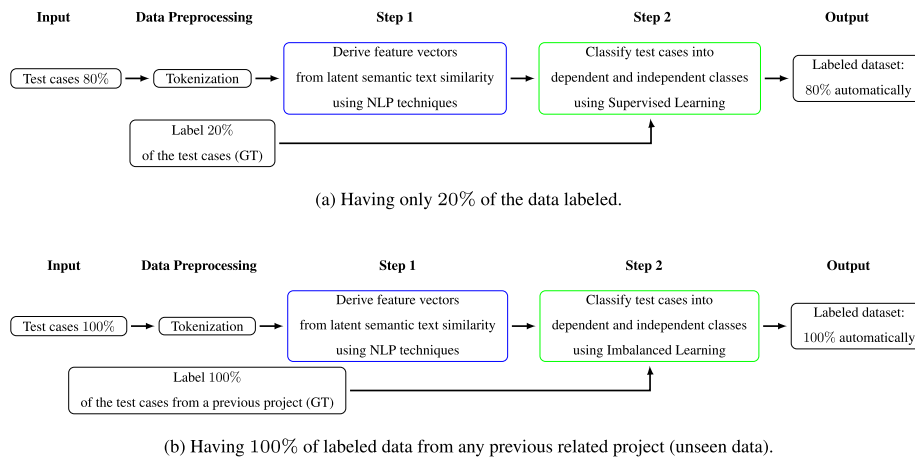 Input Data Preprocessing Step 1 Step 2 Output
Test cases 80%
Tokenization
Derive feature vectors
from latent semantic text similarity
using NLP techniques
Classify test cases into
dependent and independent classes
using Supervised Learning
Labeled dataset:
80% automatically
Label 20%
of the test cases (GT)
(a) Having only 20% of the data labeled.
Input Data Preprocessing Step 1 Step 2 Output
Test cases 100%
Tokenization
Derive feature vectors
from latent semantic text similarity
using NLP techniques
Classify test cases into
dependent and independent classes
using Imbalanced Learning
Labeled dataset:
100% automatically
Label 100%
of the test cases from a previous project (GT)
(b) Having 100% of labeled data from any previous related project (unseen data).